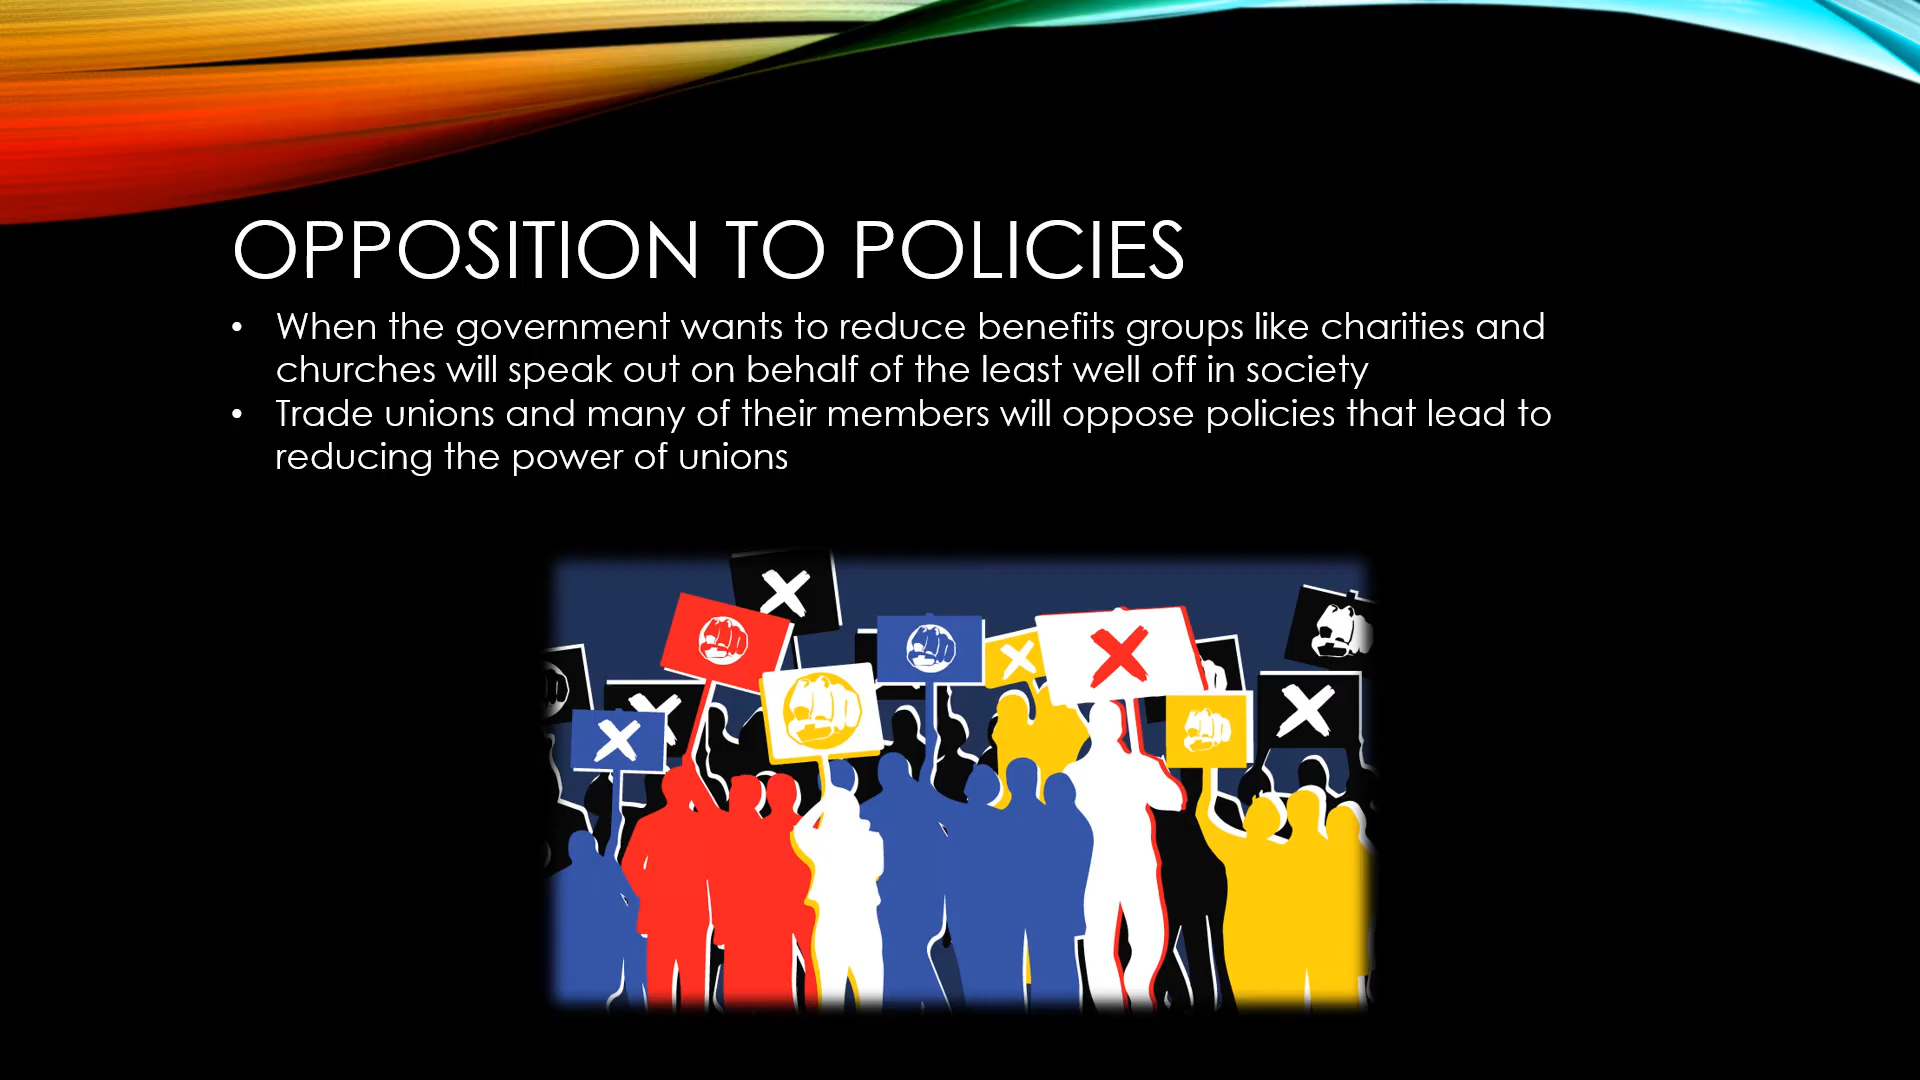 OPPOSITION TO POLICIES
• When the government wants to reduce benefits groups like charities and
churches will speak out on behalf of the least well off in society
• Trade unions and many of their members will oppose policies that lead to
reducing the power of unions